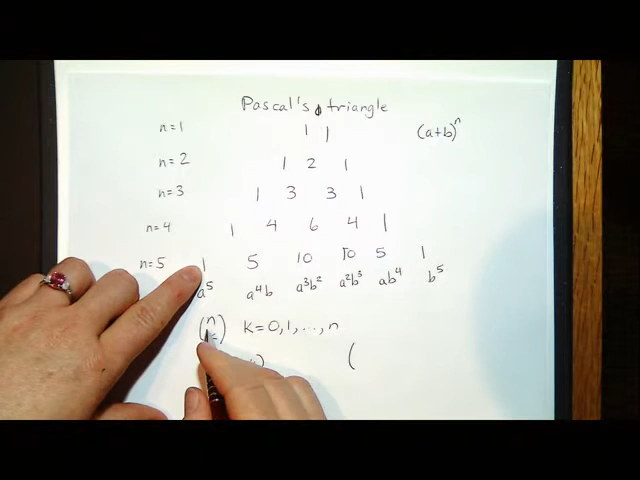 Pascal's triangle
n=1 1 1 (a+b)^n
n=2 1 2 1
n=3 1 3 3 1
n=4 1 4 6 4 1
n=5 1 5 10 10 5 1
a^5 a^4b a^3b^2 a^2b^3 ab^4 b^5
(n K=0,1,...,n
) (